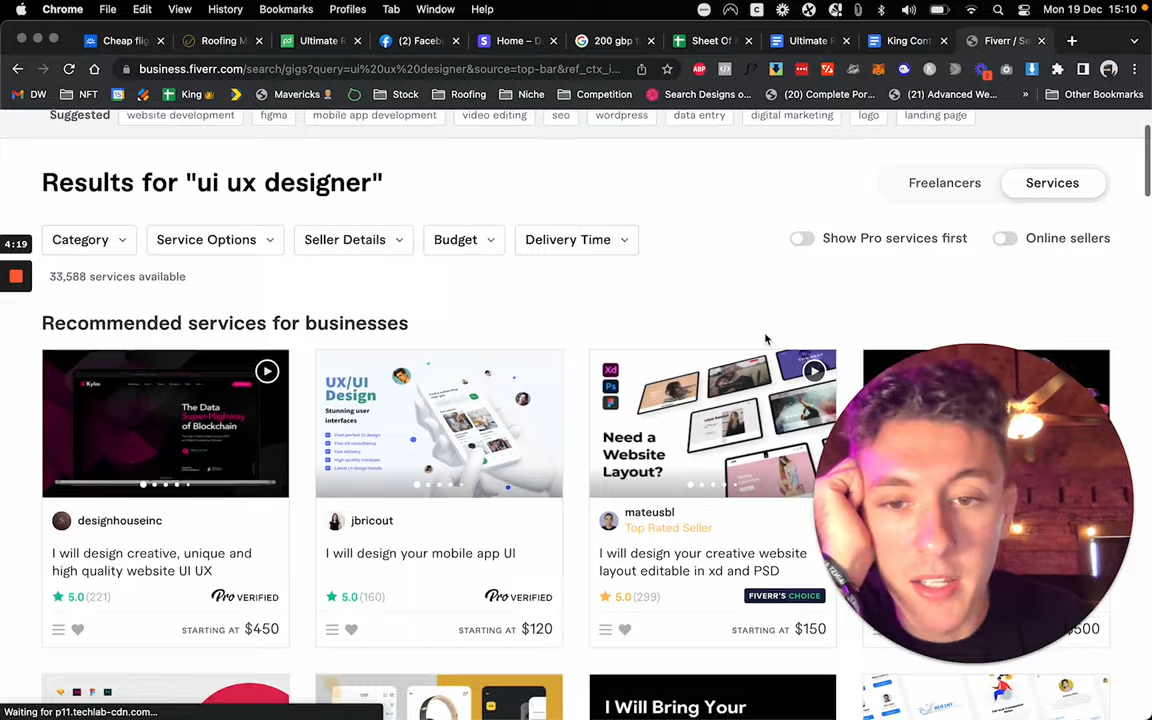 Chrome File Edit View History Bookmarks Profiles Tab Window Help Mon 19 Dec 15:10
Cheap flig Roofing M Ultimate R (2) Faceb Home – D 200 gbp t Sheet Of Ultimate R King Cont Fiverr / Se
business.fiverr.com/search/gigs?query=ui%20ux%20designer&source=top-bar&ref_ctx_i...
DW NFT King Mavericks Stock Roofing Niche Competition Search Designs o... (20) Complete Por... (21) Advanced We... » Other Bookmarks
Suggested website development figma mobile app development video editing seo wordpress data entry digital marketing logo landing page
Results for "ui ux designer"
Freelancers Services
Category Service Options Seller Details Budget Delivery Time
Show Pro services first Online sellers
4:19
33,588 services available
Recommended services for businesses
Kylin
The Data
Super-Highway
of Blockchain
UX/UI
Design
Stunning user
interfaces
Xd
Ps
Need a
Website
Layout?
designhouseinc
I will design creative, unique and
high quality website UI UX
5.0 (221) Pro VERIFIED
STARTING AT $450
jbricout
I will design your mobile app UI
5.0 (160) Pro VERIFIED
STARTING AT $120
mateusbl
Top Rated Seller
I will design your creative website
layout editable in xd and PSD
5.0 (299) FIVERR'S CHOICE
STARTING AT $150
I Will Bring Your
Waiting for p11.techlab-cdn.com...